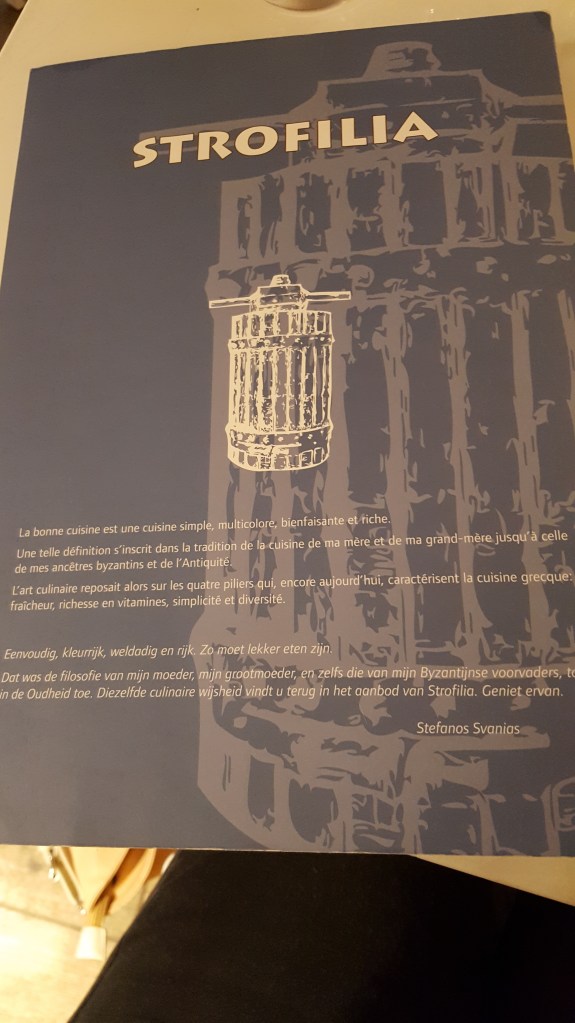 STROFILIA
La bonne cuisine est une cuisine simple, multicolore, bienfaisante et riche.
Une telle définition s'inscrit dans la tradition de la cuisine de ma mère et de ma grand-mère jusqu'à celle
de mes ancêtres byzantins et de l'Antiquité.
L'art culinaire reposait alors sur les quatre piliers qui, encore aujourd'hui, caractérisent la cuisine grecque:
fraîcheur, richesse en vitamines, simplicité et diversité.
Eenvoudig, kleurrijk, weldadig en rijk. Zo moet lekker eten zijn.
Dat was de filosofie van mijn moeder, mijn grootmoeder, en zelfs die van mijn Byzantijnse voorvaders,
in de Oudheid toe. Diezelfde culinaire wijsheid vindt u terug in het aanbod van Strofilia. Geniet ervan.
Stefanos Svanias